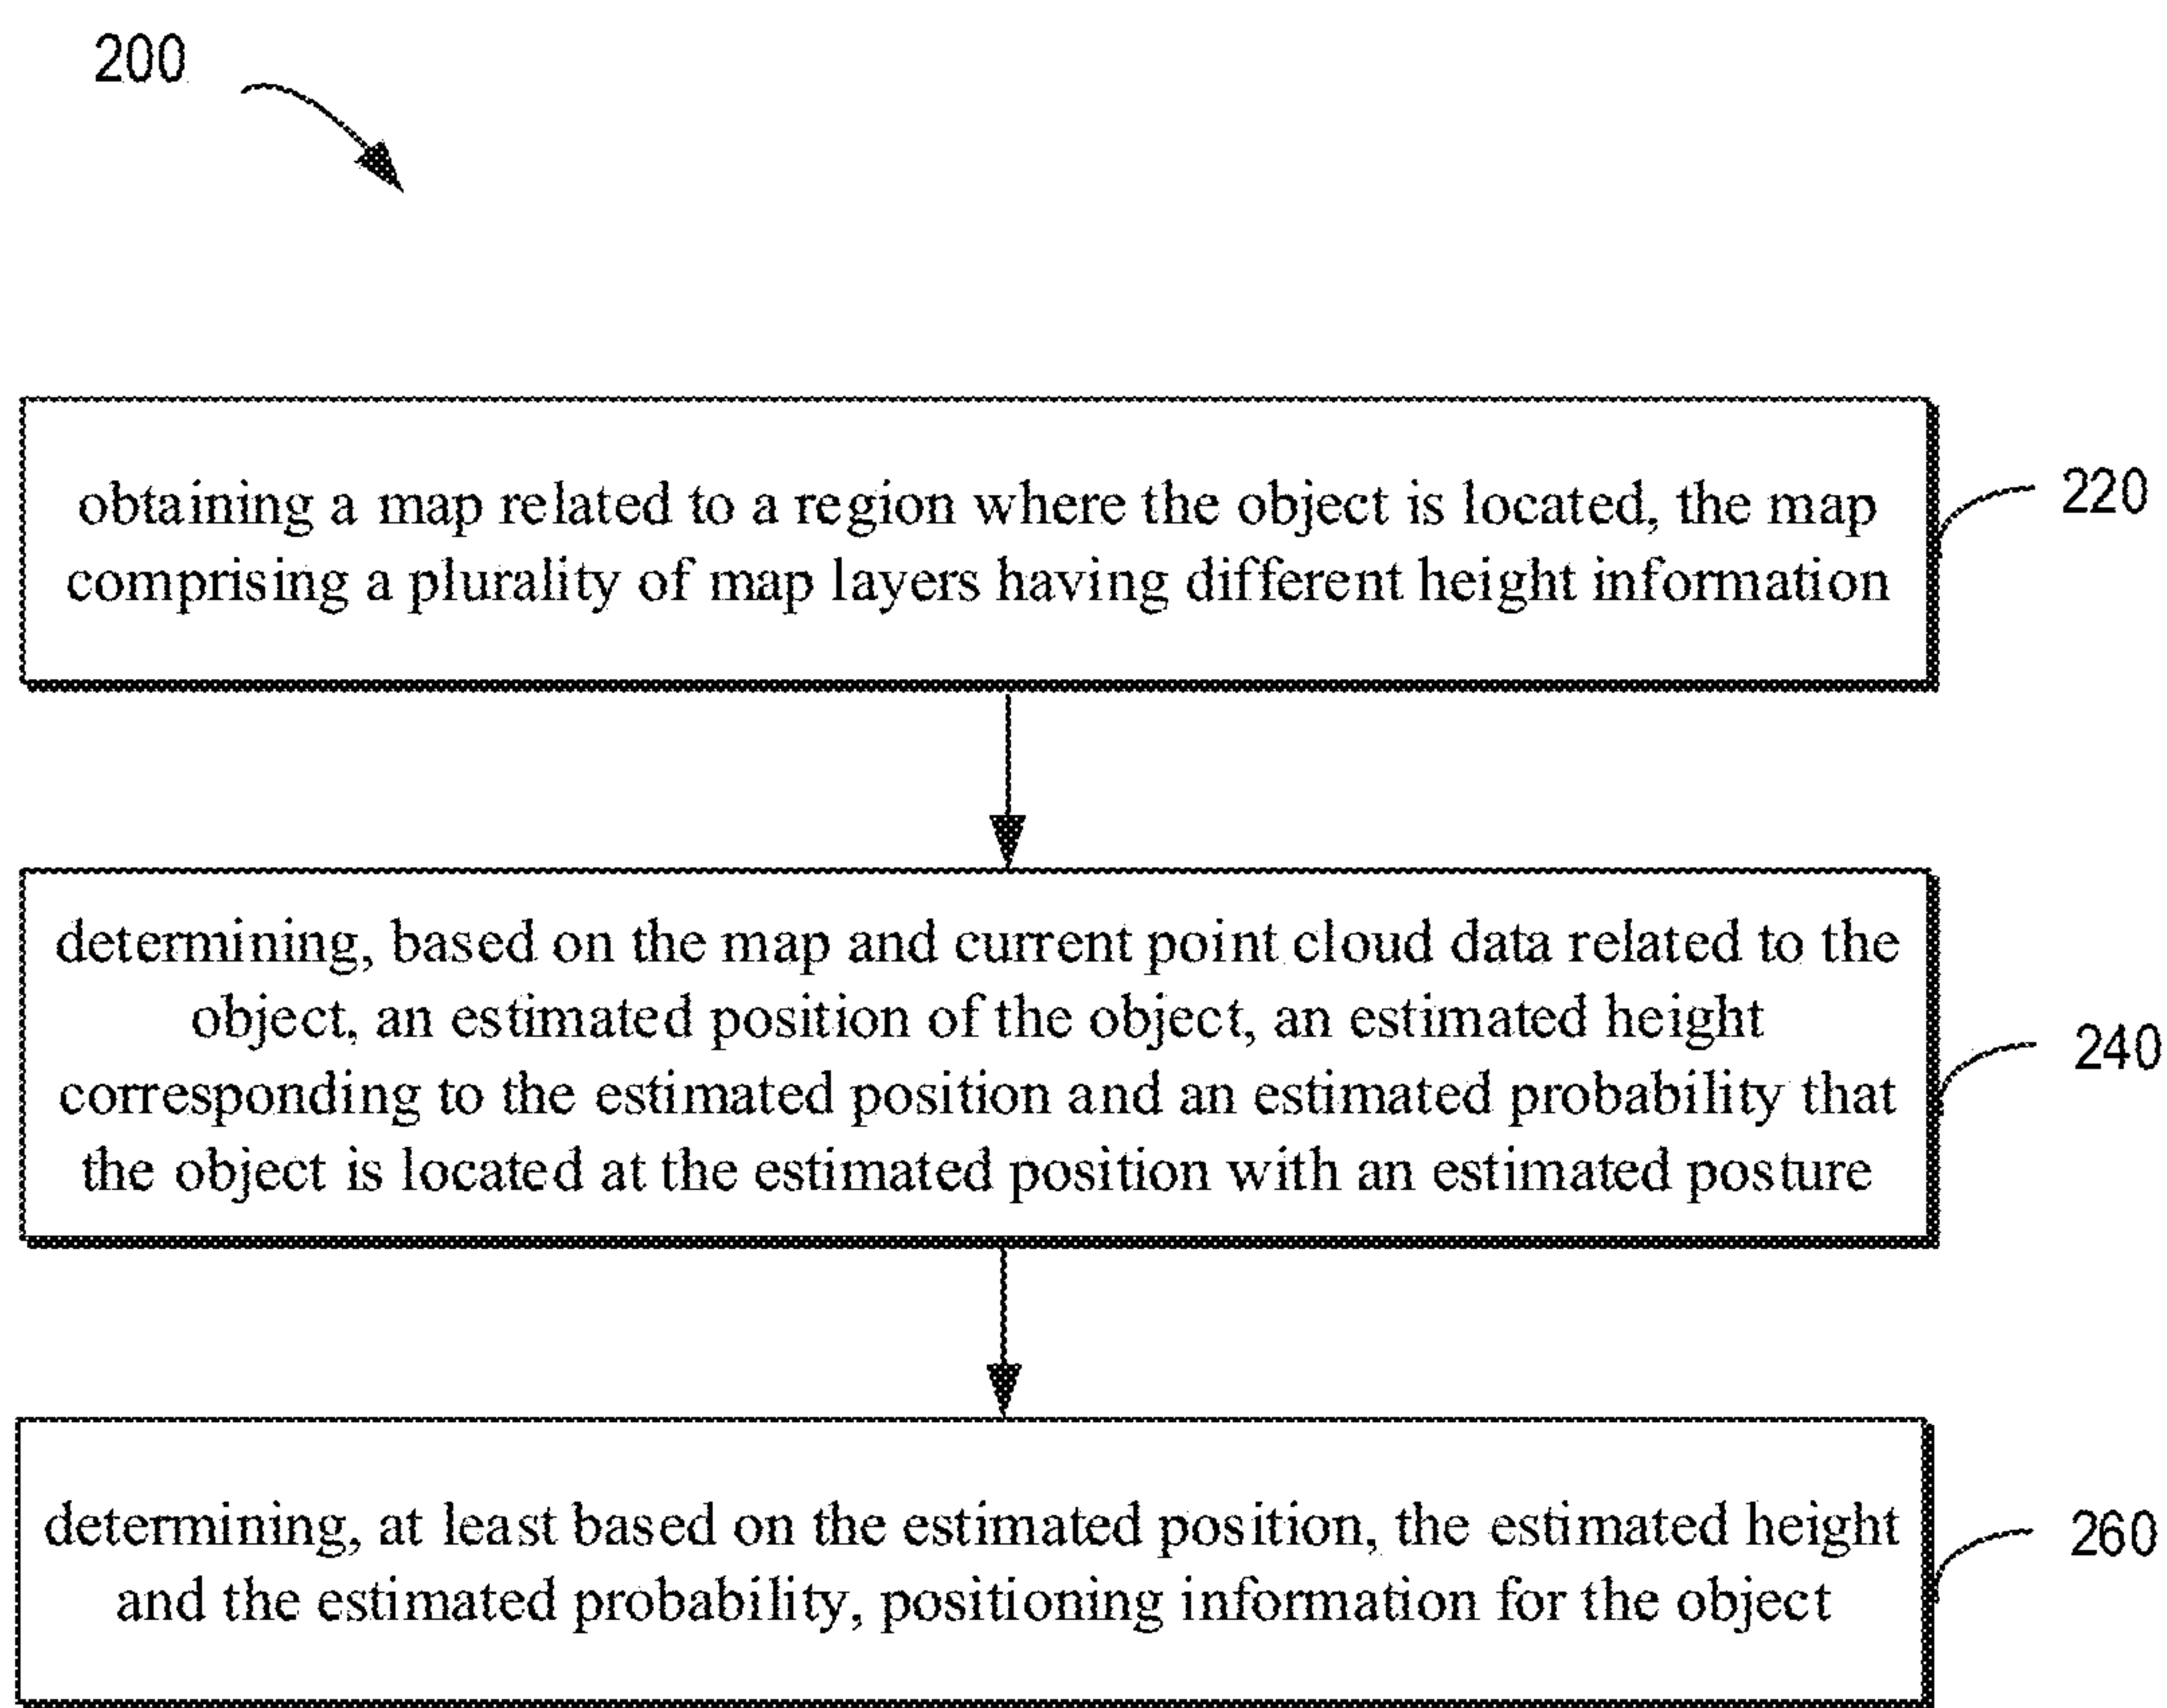 200
obtaining a map related to a region where the object is located, the map
comprising a plurality of map layers having different height information
220
determining, based on the map and current point cloud data related to the
object, an estimated position of the object, an estimated height
corresponding to the estimated position and an estimated probability that
the object is located at the estimated position with an estimated posture
240
determining, at least based on the estimated position, the estimated height
and the estimated probability, positioning information for the object
260